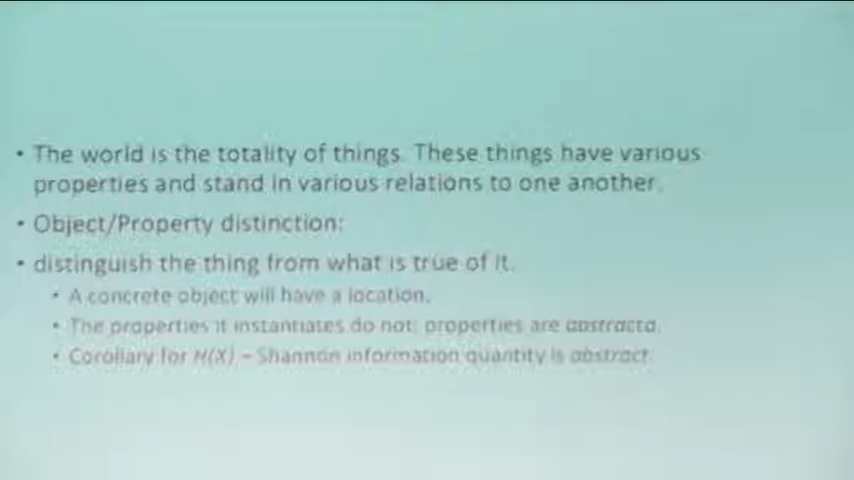 • The world is the totality of things. These things have various
properties and stand in various relations to one another.
• Object/Property distinction:
• distinguish the thing from what is true of it.
• A concrete object will have a location.
• The properties it instantiates do not: properties are abstracta.
• Corollary for H(X) – Shannon information quantity is abstract